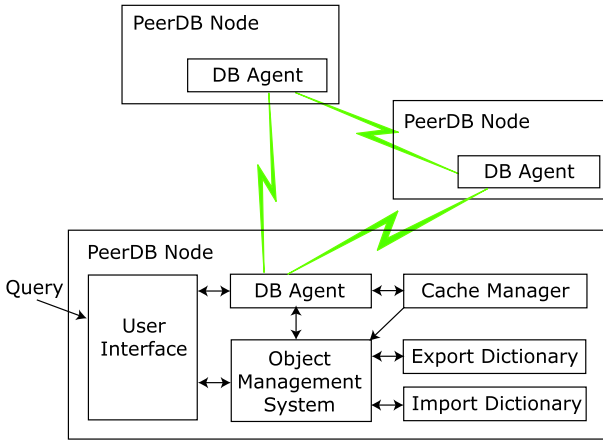 PeerDB Node
DB Agent
PeerDB Node
DB Agent
PeerDB Node
Query
User
Interface
DB Agent
Cache Manager
Object
Management
System
Export Dictionary
Import Dictionary